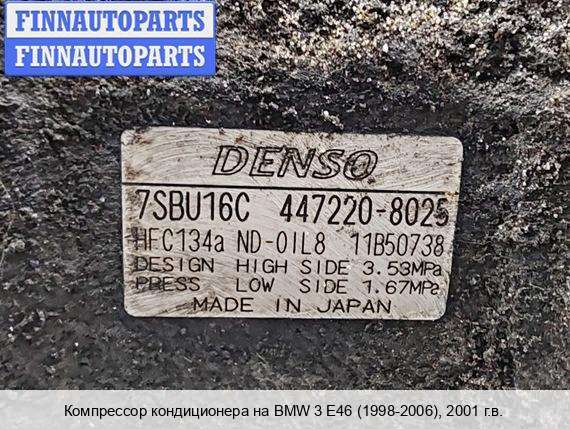 FINNAUTOPARTS
FINNAUTOPARTS
DENSO
7SBU16C 447220-8025
HFC134a ND-OIL8 11B50738
DESIGN HIGH SIDE 3.53MPa
PRESS LOW SIDE 1.67MPa
MADE IN JAPAN
Компрессор кондиционера на BMW 3 E46 (1998-2006), 2001 г.в.